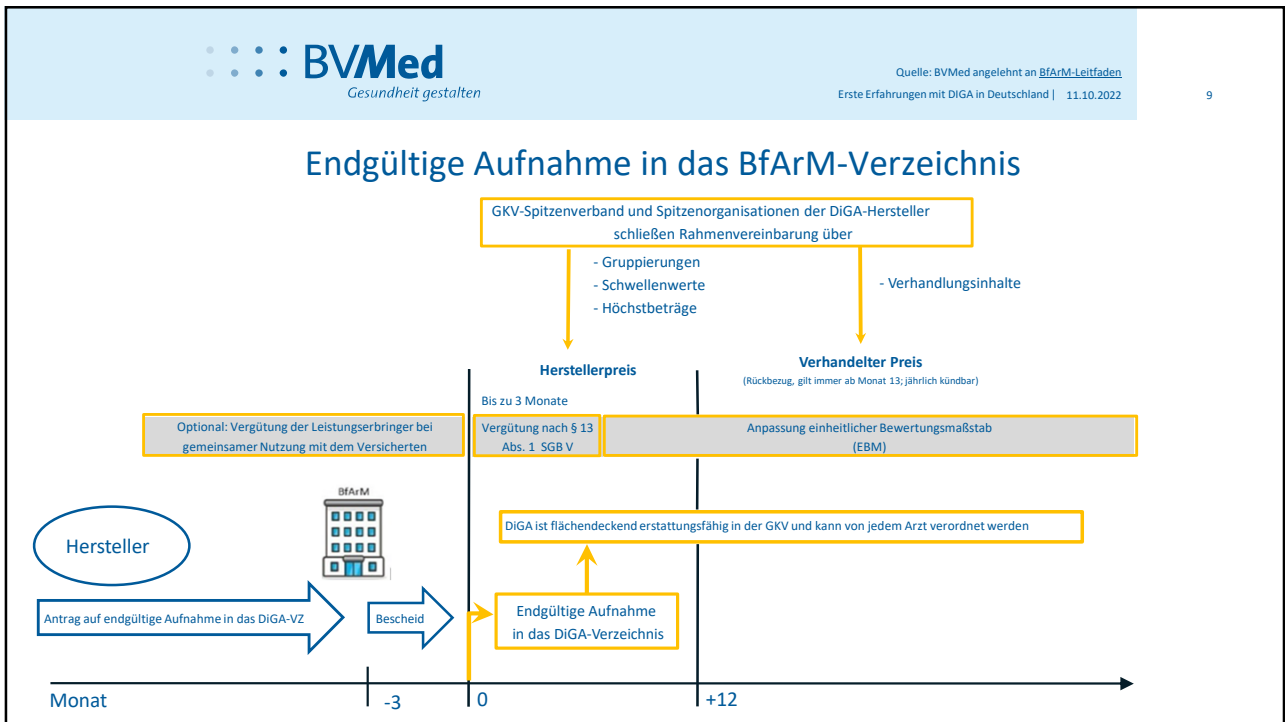 BVMed
Gesundheit gestalten
Quelle: BVMed angelehnt an BfArM-Leitfaden
Erste Erfahrungen mit DIGA in Deutschland | 11.10.2022
9
Endgültige Aufnahme in das BfArM-Verzeichnis
GKV-Spitzenverband und Spitzenorganisationen der DiGA-Hersteller
schließen Rahmenvereinbarung über
- Gruppierungen
- Schwellenwerte
- Höchstbeträge
- Verhandlungsinhalte
Herstellerpreis
Verhandelter Preis
(Rückbezug, gilt immer ab Monat 13; jährlich kündbar)
Bis zu 3 Monate
Optional: Vergütung der Leistungserbringer bei
gemeinsamer Nutzung mit dem Versicherten
Vergütung nach § 13
Abs. 1 SGB V
Anpassung einheitlicher Bewertungsmaßstab
(EBM)
BfArM
Hersteller
DiGA ist flächendeckend erstattungsfähig in der GKV und kann von jedem Arzt verordnet werden
Antrag auf endgültige Aufnahme in das DiGA-VZ
Bescheid
Endgültige Aufnahme
in das DiGA-Verzeichnis
Monat
-3
0
+12